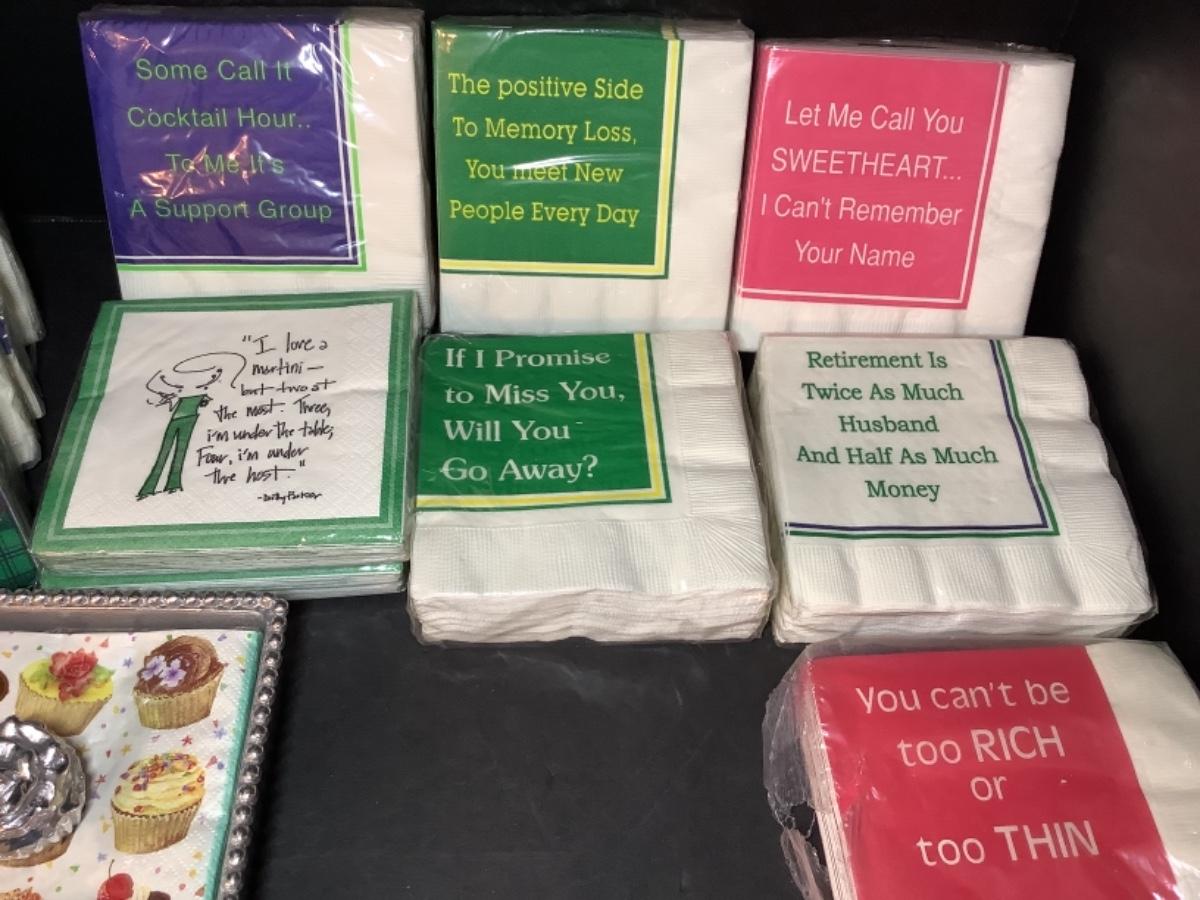 Some Call It
Cocktail Hour..
To Me It's
A Support Group
The positive Side
To Memory Loss,
You meet New
People Every Day
Let Me Call You
SWEETHEART...
I Can't Remember
Your Name
"I love a
martini —
but two at
the most. Three,
i'm under the table;
Four, i'm under
the host."
-Dorothy Parker
If I Promise
to Miss You,
Will You
Go Away?
Retirement Is
Twice As Much
Husband
And Half As Much
Money
You can't be
too RICH
or
too THIN